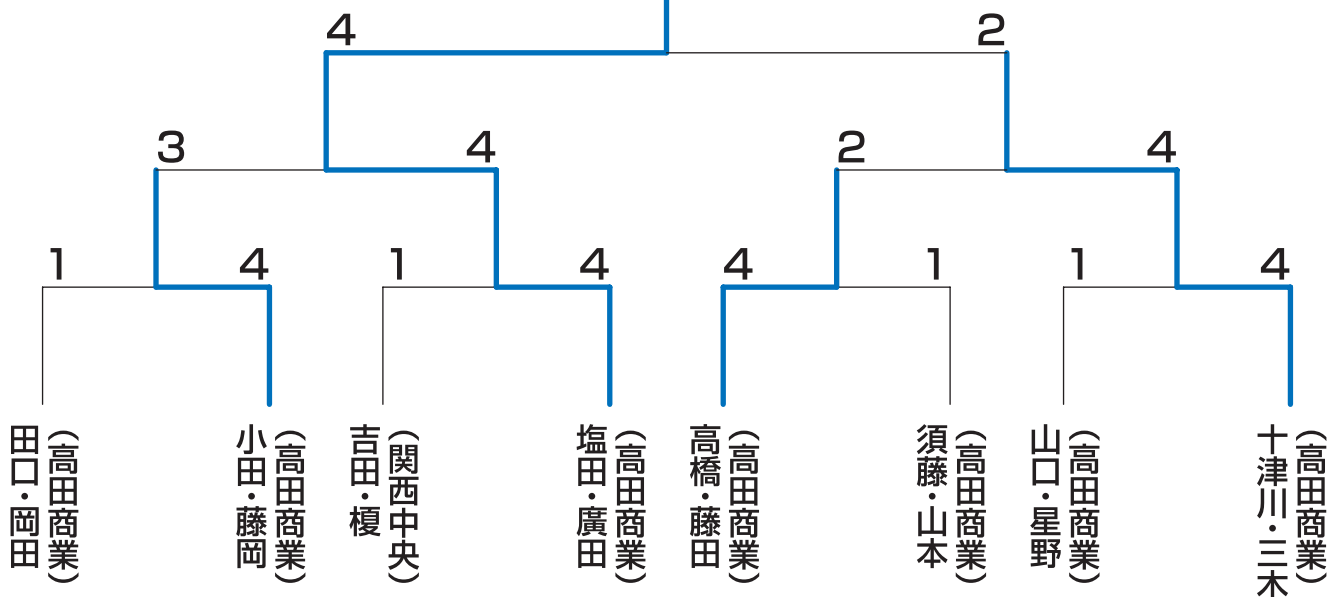 4 2
3 4 2 4
1 4 1 4 4 1 1 4
田口・岡田
（高田商業）
小田・藤岡
（高田商業）
吉田・榎
（関西中央）
塩田・廣田
（高田商業）
高橋・藤田
（高田商業）
須藤・山本
（高田商業）
山口・星野
（高田商業）
十津川・三木
（高田商業）